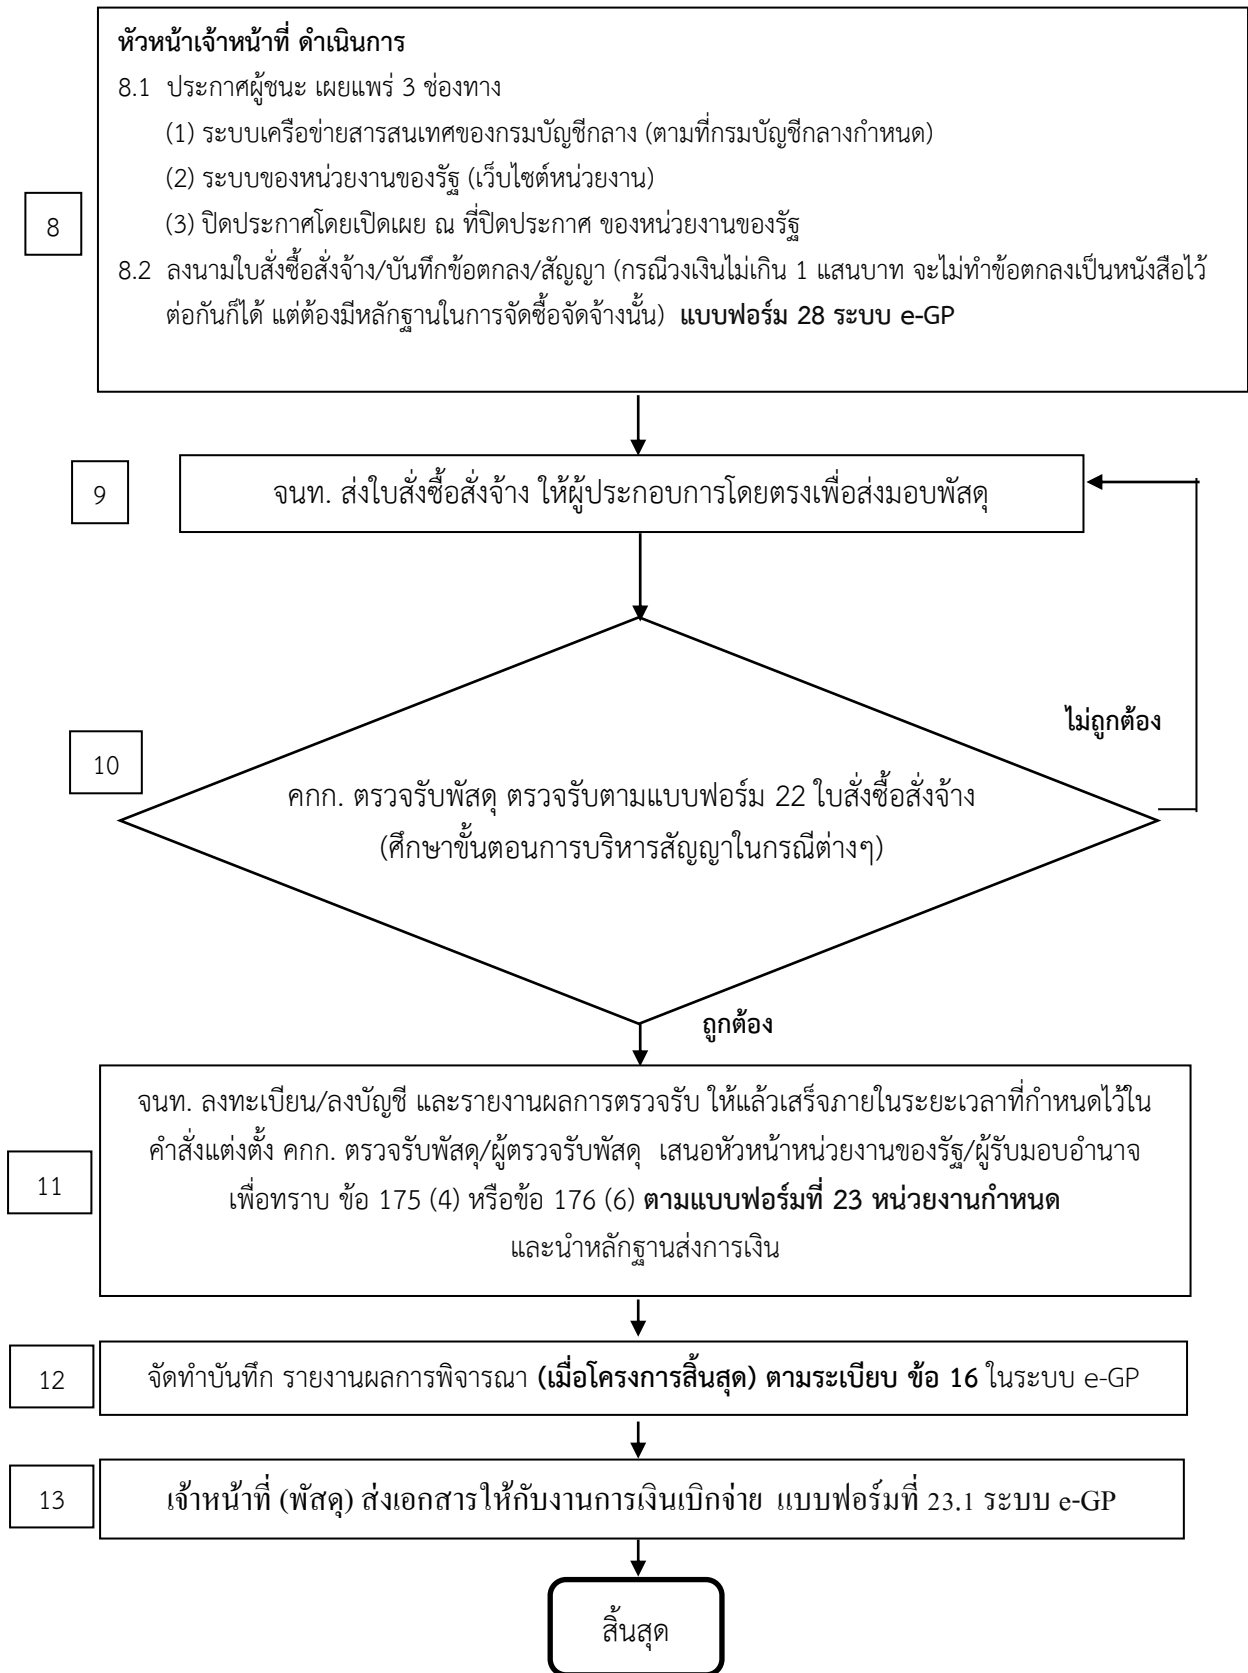 หัวหน้าเจ้าหน้าที่ ดำเนินการ
8.1 ประกาศผู้ชนะ เผยแพร่ 3 ช่องทาง
(1) ระบบเครือข่ายสารสนเทศของกรมบัญชีกลาง (ตามที่กรมบัญชีกลางกำหนด)
(2) ระบบของหน่วยงานของรัฐ (เว็บไซต์หน่วยงาน)
8
(3) ปิดประกาศโดยเปิดเผย ณ ที่ปิดประกาศ ของหน่วยงานของรัฐ
8.2 ลงนามใบสั่งซื้อสั่งจ้าง/บันทึกข้อตกลง/สัญญา (กรณีวงเงินไม่เกิน 1 แสนบาท จะไม่ทำข้อตกลงเป็นหนังสือไว้
ต่อกันก็ได้ แต่ต้องมีหลักฐานในการจัดซื้อจัดจ้างนั้น) แบบฟอร์ม 28 ระบบ e-GP
9
จนท. ส่งใบสั่งซื้อสั่งจ้าง ให้ผู้ประกอบการโดยตรงเพื่อส่งมอบพัสดุ
ไม่ถูกต้อง
10
คกก. ตรวจรับพัสดุ ตรวจรับตามแบบฟอร์ม 22 ใบสั่งซื้อสั่งจ้าง
(ศึกษาขั้นตอนการบริหารสัญญาในกรณีต่างๆ)
ถูกต้อง
จนท. ลงทะเบียน/ลงบัญชี และรายงานผลการตรวจรับ ให้แล้วเสร็จภายในระยะเวลาที่กำหนดไว้ใน
คำสั่งแต่งตั้ง คกก. ตรวจรับพัสดุ/ผู้ตรวจรับพัสดุ เสนอหัวหน้าหน่วยงานของรัฐ/ผู้รับมอบอำนาจ
11
เพื่อทราบ ข้อ 175 (4) หรือข้อ 176 (6) ตามแบบฟอร์มที่ 23 หน่วยงานกำหนด
และนำหลักฐานส่งการเงิน
12
จัดทำบันทึก รายงานผลการพิจารณา (เมื่อโครงการสิ้นสุด) ตามระเบียบ ข้อ 16 ในระบบ e-GP
13
เจ้าหน้าที่ (พัสดุ) ส่งเอกสารให้กับงานการเงินเบิกจ่าย แบบฟอร์มที่ 23.1 ระบบ e-GP
สิ้นสุด